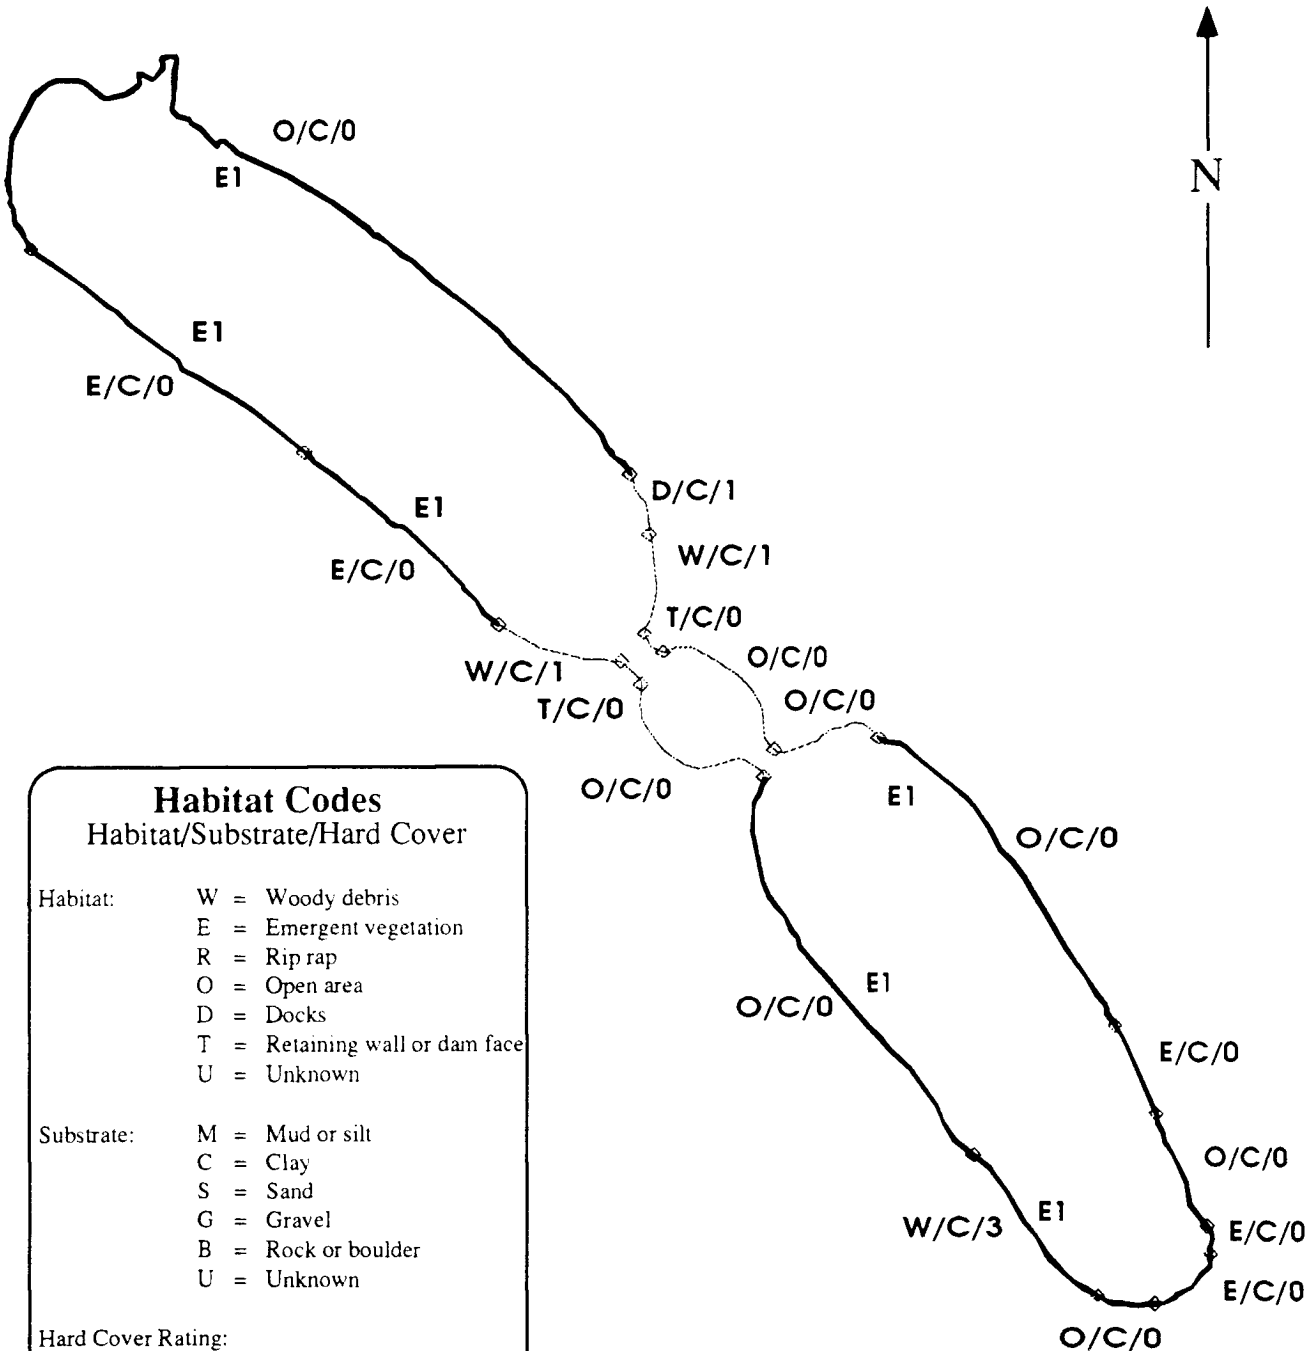 N
O/C/0
E1
E1
E/C/0
E1
E/C/0
D/C/1
W/C/1
T/C/0
O/C/0
W/C/1
T/C/0
O/C/0
O/C/0
E1
O/C/0
E1
O/C/0
E/C/0
O/C/0
W/C/3
E1
E/C/0
E/C/0
O/C/0
Habitat Codes
Habitat/Substrate/Hard Cover
Habitat: W = Woody debris
E = Emergent vegetation
R = Rip rap
O = Open area
D = Docks
T = Retaining wall or dam face
U = Unknown
Substrate: M = Mud or silt
C = Clay
S = Sand
G = Gravel
B = Rock or boulder
U = Unknown
Hard Cover Rating: